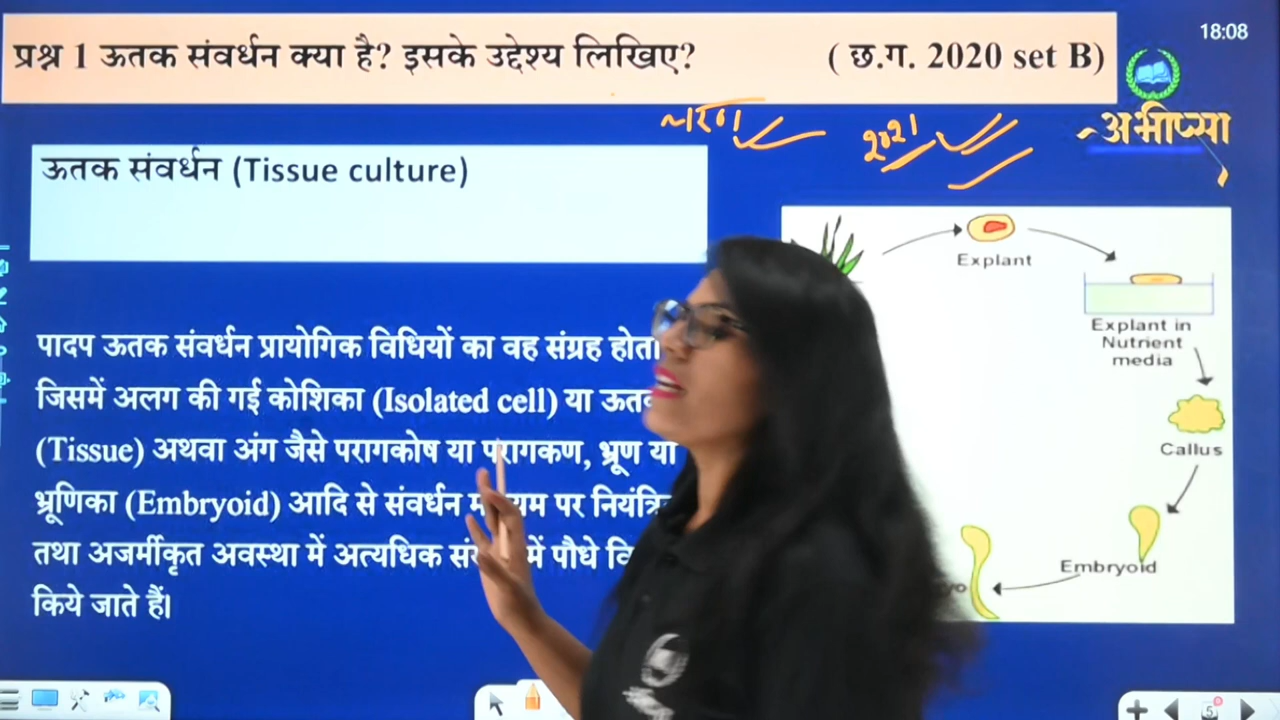 प्रश्न 1 ऊतक संवर्धन क्या है? इसके उद्देश्य लिखिए? ( छ.ग. 2020 set B)
18:08
अभीप्सा
2021
ऊतक संवर्धन (Tissue culture)
Explant
Explant in
Nutrient
media
Callus
Embryoid
पादप ऊतक संवर्धन प्रायोगिक विधियों का वह संग्रह
जिसमें अलग की गई कोशिका (Isolated cell) या
(Tissue) अथवा अंग जैसे परागकोष या परागकण, भ्रूण या
भ्रूणिका (Embryoid) आदि से संवर्धन पर
तथा अजर्मीकृत अवस्था में अत्यधिक में पौधे
किये जाते हैं।
5